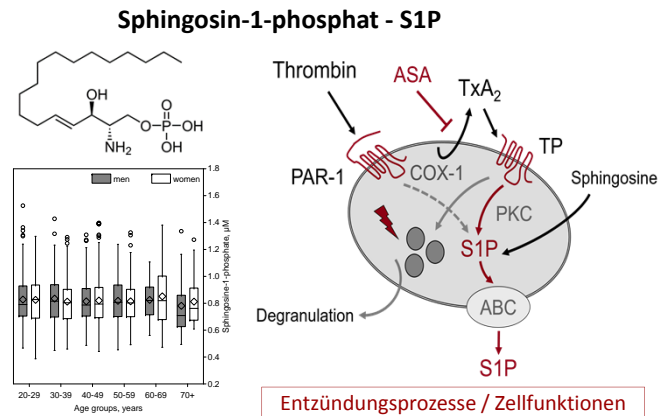 Sphingosin-1-phosphat - S1P
OH
O
O
P
OH
NH2
OH
men
women
1.8
1.6
1.4
1.2
1.0
0.8
0.6
0.4
0.2
Sphingosine-1-phosphate, µM
20-29
30-39
40-49
50-59
60-69
70+
Age groups, years
Thrombin
ASA
TxA2
TP
PAR-1
COX-1
Sphingosine
PKC
S1P
Degranulation
ABC
S1P
Entzündungsprozesse / Zellfunktionen